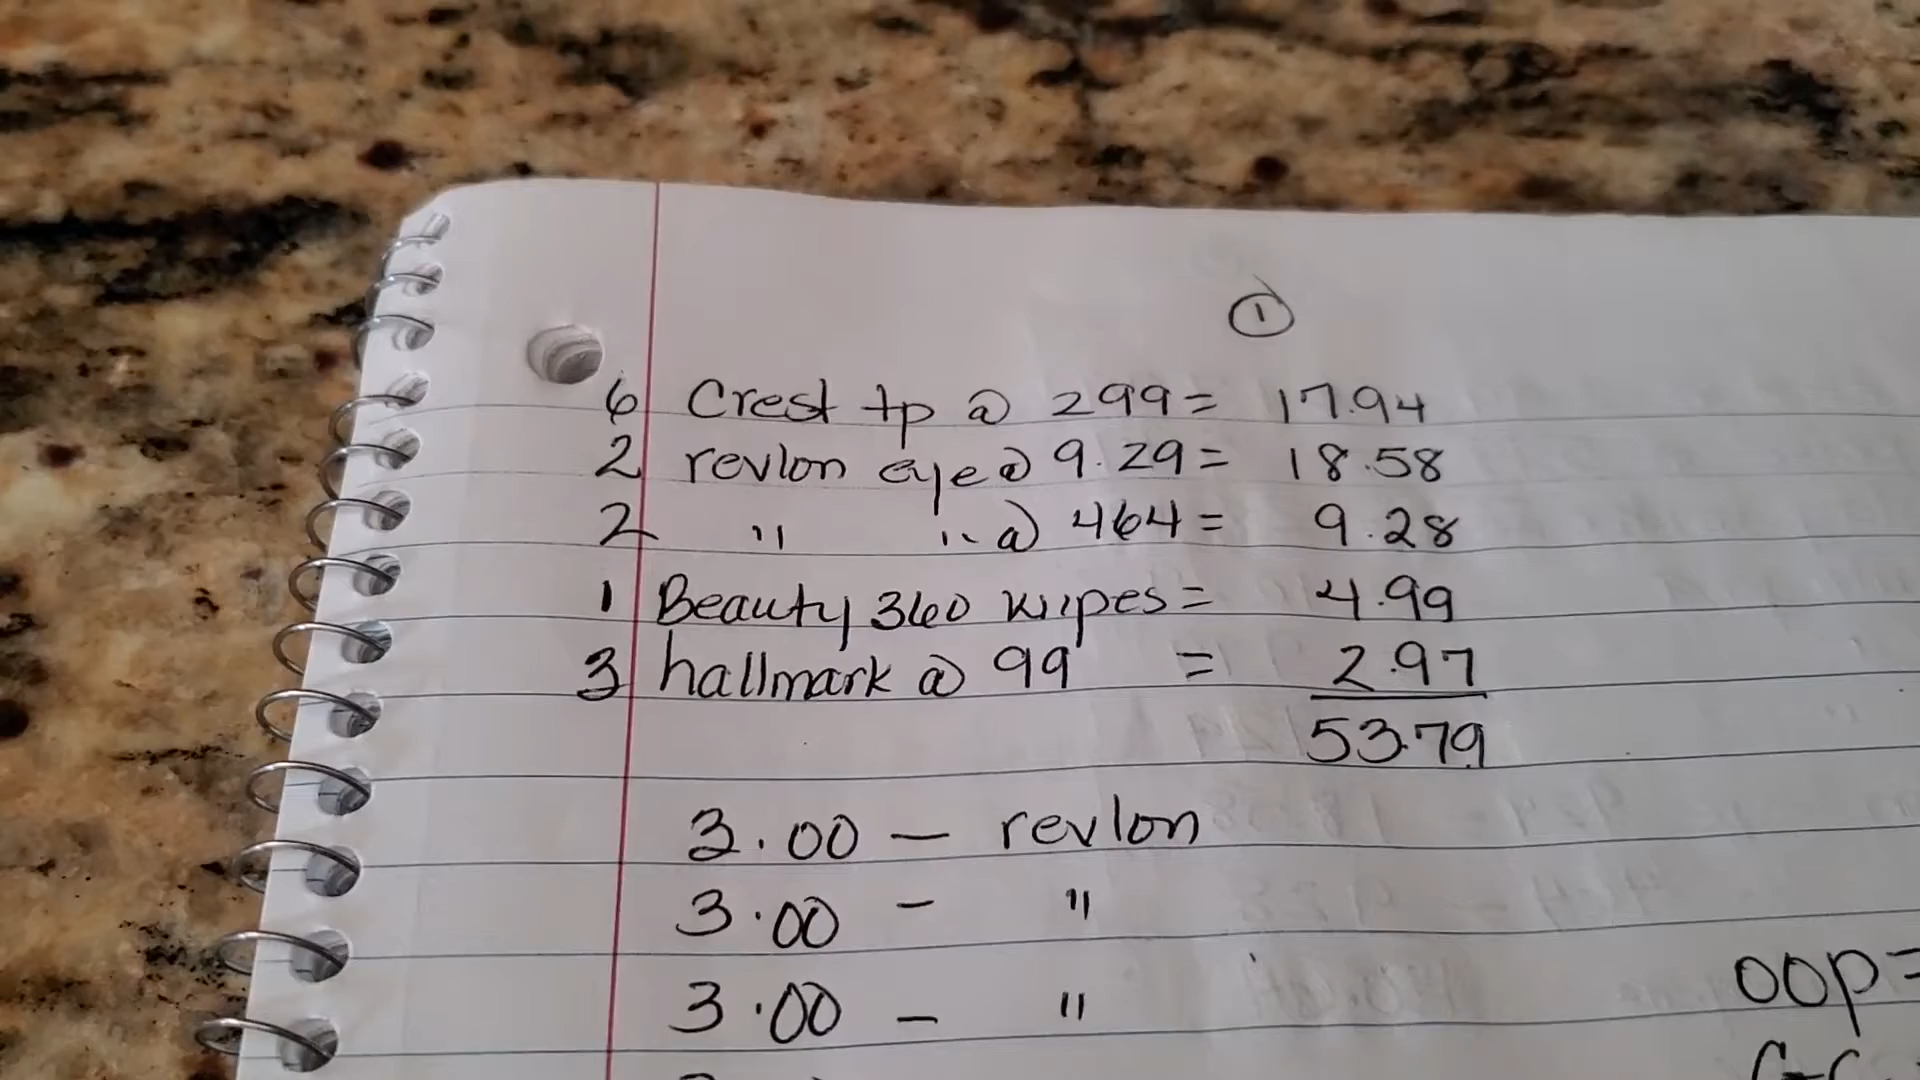 1
6 Crest tp @ 299 = 17.94
2 revlon eye @ 9.29 = 18.58
2 " " @ 464 = 9.28
1 Beauty 360 wipes = 4.99
3 hallmark @ 99 = 2.97
53.79
3.00 — revlon
3.00 - "
3.00 - "
OOP=